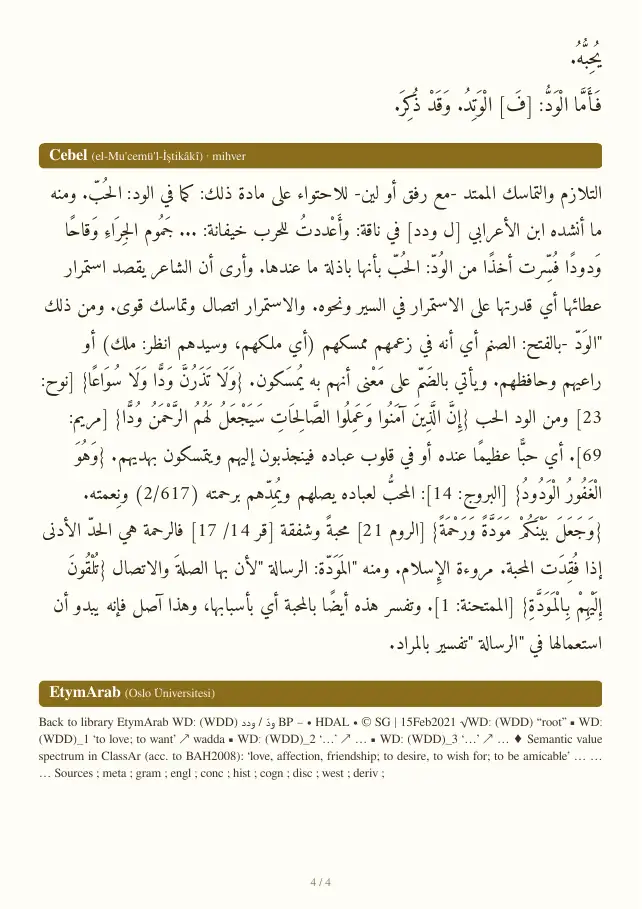 يُحِبُّهُ.
فَأَمَّا الْوَدُّ: [فَ] الْوَتِدُ. وَقَدْ ذُكِرَ.
Cebel (el-Mu'cemü'l-İştikâkî) · mihver
التلازم والتماسك الممتد -مع رفق أو لين- للاحتواء على مادة ذلك: كما في الود: الحُبّ. ومنه
ما أنشده ابن الأعرابي [ل ودد] في ناقة: وأَعْددتُ للحرب خيفانة: ... جَمُوم الجِرَاءِ وَقاحًا
وَدودًا فُسِّرت أخذًا من الوُدّ: الحُبّ بأنها باذلة ما عندها. وأرى أن الشاعر يقصد استمرار
عطائها أي قدرتها على الاستمرار في السير ونحوه. والاستمرار اتصال وتماسك قوى. ومن ذلك
"الوَدّ -بالفتح: الصنم أي أنه في زعمهم ممسكهم (أي ملكهم، وسيدهم انظر: ملك) أو
راعيهم وحافظهم. ويأتي بالضَمّ على مَعْنى أنهم به يُمسَكون. {وَلَا تَذَرُنَّ وَدًّا وَلَا سُوَاعًا} [نوح:
23] ومن الود الحب {إِنَّ الَّذِينَ آمَنُوا وَعَمِلُوا الصَّالِحَاتِ سَيَجْعَلُ لَهُمُ الرَّحْمَنُ وُدًّا} [مريم:
69]. أي حبًّا عظيمًا عنده أو في قلوب عباده فينجذبون إليهم ويتمسكون بهديهم. {وَهُوَ
الْغَفُورُ الْوَدُودُ} [البروج: 14]: المحبُّ لعباده يصلهم ويُمِدّهم برحمته (2/617) ونِعمته.
{وَجَعَلَ بَيْنَكُمْ مَوَدَّةً وَرَحْمَةً} [الروم 21] محبةً وشفقة [قر 14/ 17] فالرحمة هي الحدّ الأدنى
إذا فُقِدَت المحبة. مروءة الإسلام. ومنه "المَوَدّة: الرسالة "لأن بها الصلةَ والاتصال {تُلْقُونَ
إِلَيْهِمْ بِالْمَوَدَّةِ} [الممتحنة: 1]. وتفسر هذه أيضًا بالمحبة أي بأسبابها، وهذا آصل فإنه يبدو أن
استعمالها في "الرسالة "تفسير بالمراد.
EtymArab (Oslo Üniversitesi)
Back to library EtymArab WD: (WDD) وذ / ودد BP – • HDAL • © SG | 15Feb2021 √WD: (WDD) “root” ▪ WD:
(WDD)_1 ‘to love; to want’ ↗ wadda ▪ WD: (WDD)_2 ‘…’ ↗ … ▪ WD: (WDD)_3 ‘…’ ↗ … ♦ Semantic value
spectrum in ClassAr (acc. to BAH2008): ‘love, affection, friendship; to desire, to wish for; to be amicable’ … …
… Sources ; meta ; gram ; engl ; conc ; hist ; cogn ; disc ; west ; deriv ;
4 / 4